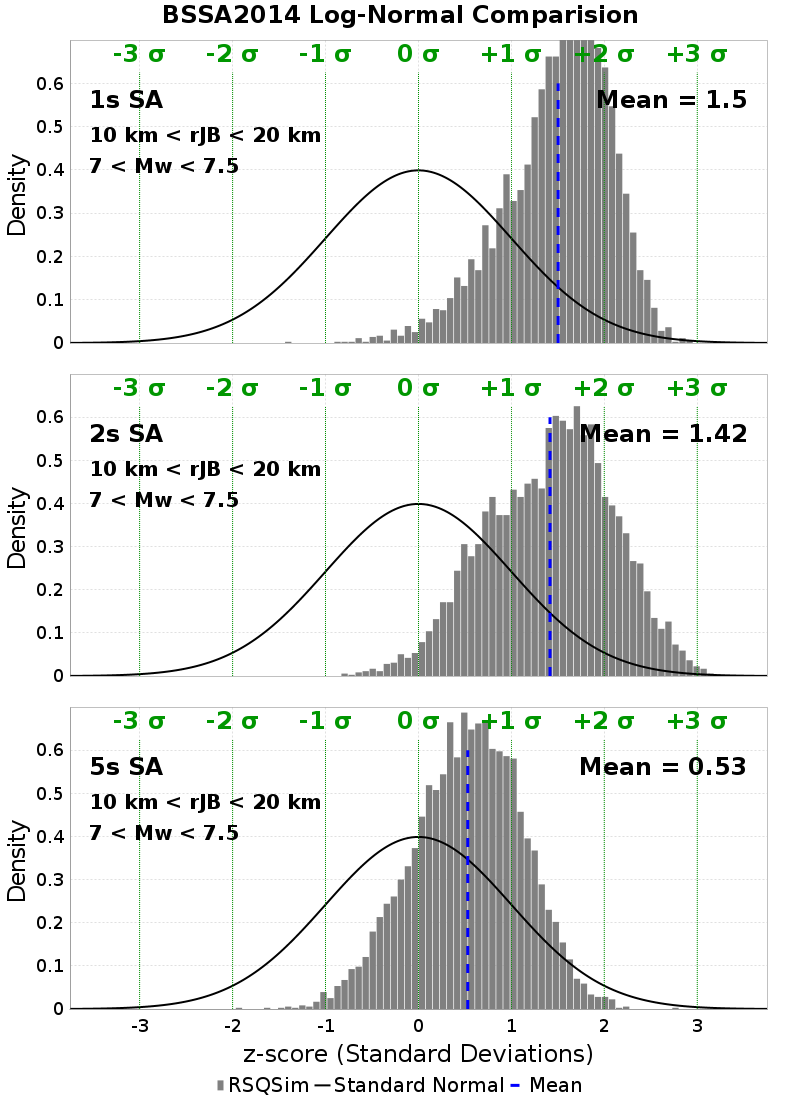 BSSA2014 Log-Normal Comparision
-3 σ -2 σ -1 σ 0 σ +1 σ +2 σ +3 σ
1s SA
Mean = 1.5
10 km < rJB < 20 km
7 < Mw < 7.5
Density
0.6
0.5
0.4
0.3
0.2
0.1
0
-3 σ -2 σ -1 σ 0 σ +1 σ +2 σ +3 σ
2s SA
Mean = 1.42
10 km < rJB < 20 km
7 < Mw < 7.5
Density
0.6
0.5
0.4
0.3
0.2
0.1
0
-3 σ -2 σ -1 σ 0 σ +1 σ +2 σ +3 σ
5s SA
Mean = 0.53
10 km < rJB < 20 km
7 < Mw < 7.5
Density
0.6
0.5
0.4
0.3
0.2
0.1
0
-3 -2 -1 0 1 2 3
z-score (Standard Deviations)
RSQSim Standard Normal Mean